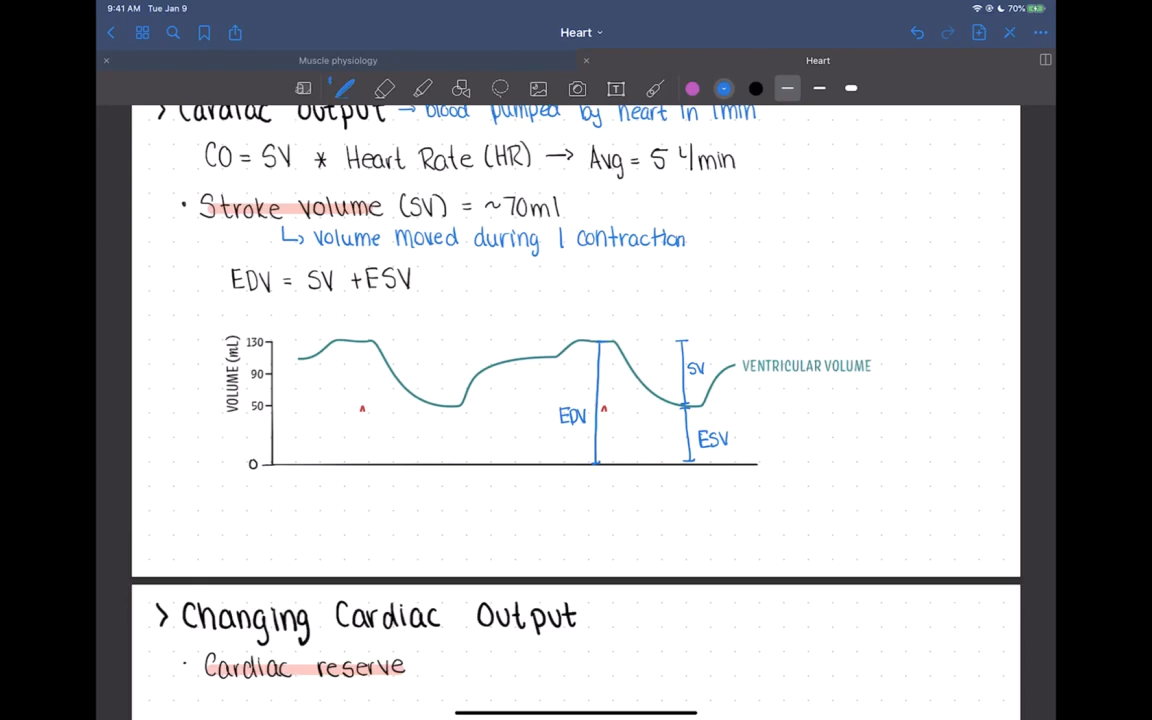 9:41 AM Tue Jan 9
70%
Heart
Muscle physiology
Heart
> Cardiac Output → blood pumped by heart in 1min
CO = SV * Heart Rate (HR) → Avg = 5 L/min
• Stroke volume (SV) = ~70ml
↳ volume moved during 1 contraction
EDV = SV + ESV
VOLUME (mL)
130
90
50
0
EDV
SV
ESV
VENTRICULAR VOLUME
> Changing Cardiac Output
• Cardiac reserve